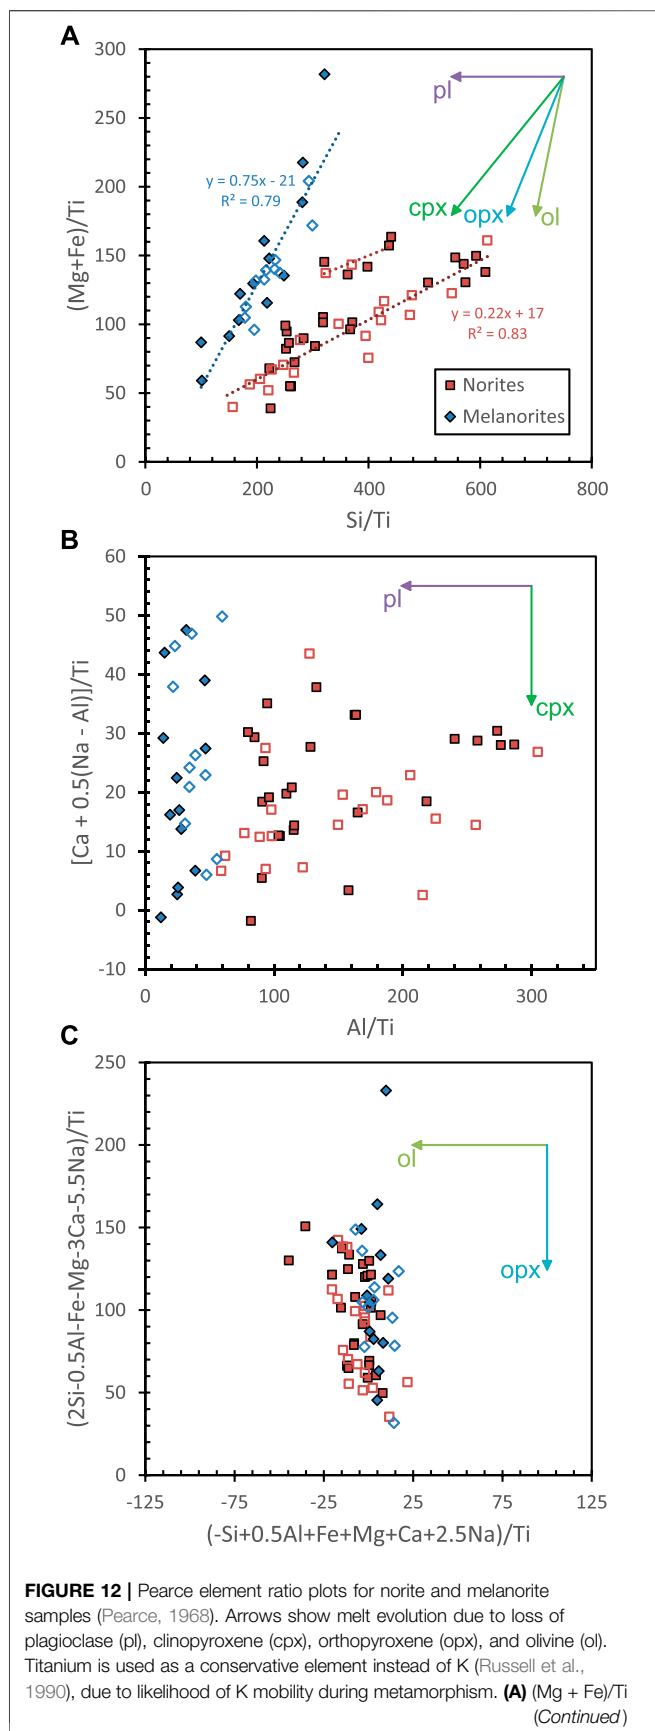 A
300
250
200
150
100
50
0
(Mg+Fe)/Ti
pl
cpx
opx
ol
y = 0.75x - 21
R² = 0.79
y = 0.22x + 17
R² = 0.83
Norites
Melanorites
0 200 400 600 800
Si/Ti
B
60
50
40
30
20
10
0
-10
[Ca + 0.5(Na - Al)]/Ti
pl
cpx
0 100 200 300
Al/Ti
C
250
200
150
100
50
0
(2Si-0.5Al-Fe-Mg-3Ca-5.5Na)/Ti
ol
opx
-125 -75 -25 25 75 125
(-Si+0.5Al+Fe+Mg+Ca+2.5Na)/Ti
FIGURE 12 | Pearce element ratio plots for norite and melanorite
samples (Pearce, 1968). Arrows show melt evolution due to loss of
plagioclase (pl), clinopyroxene (cpx), orthopyroxene (opx), and olivine (ol).
Titanium is used as a conservative element instead of K (Russell et al.,
1990), due to likelihood of K mobility during metamorphism. (A) (Mg + Fe)/Ti
(Continued)